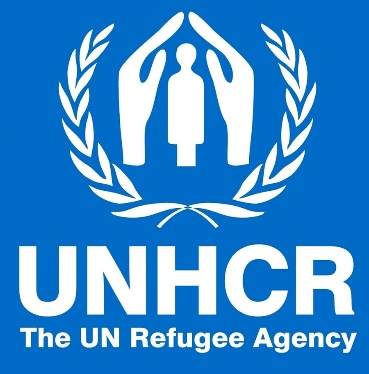 UNHCR
The UN Refugee Agency